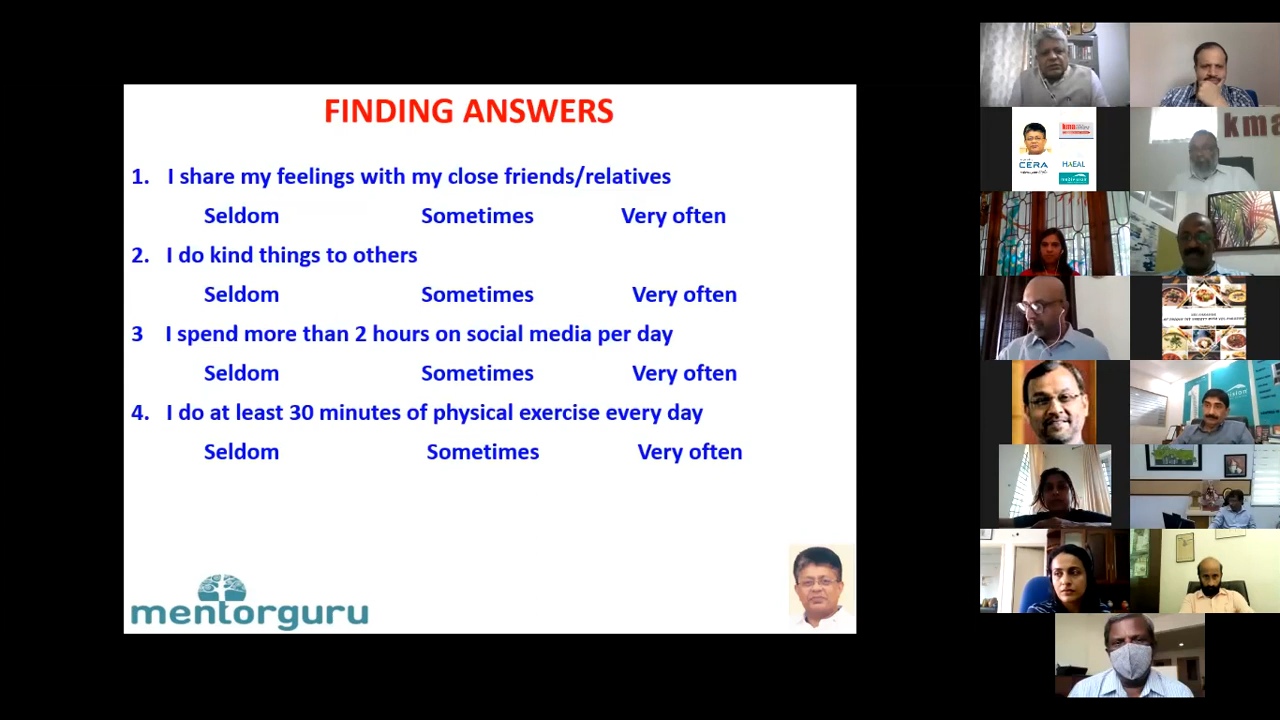 FINDING ANSWERS
1. I share my feelings with my close friends/relatives
Seldom Sometimes Very often
2. I do kind things to others
Seldom Sometimes Very often
3 I spend more than 2 hours on social media per day
Seldom Sometimes Very often
4. I do at least 30 minutes of physical exercise every day
Seldom Sometimes Very often
mentorguru
kma
CERA
HAEAL